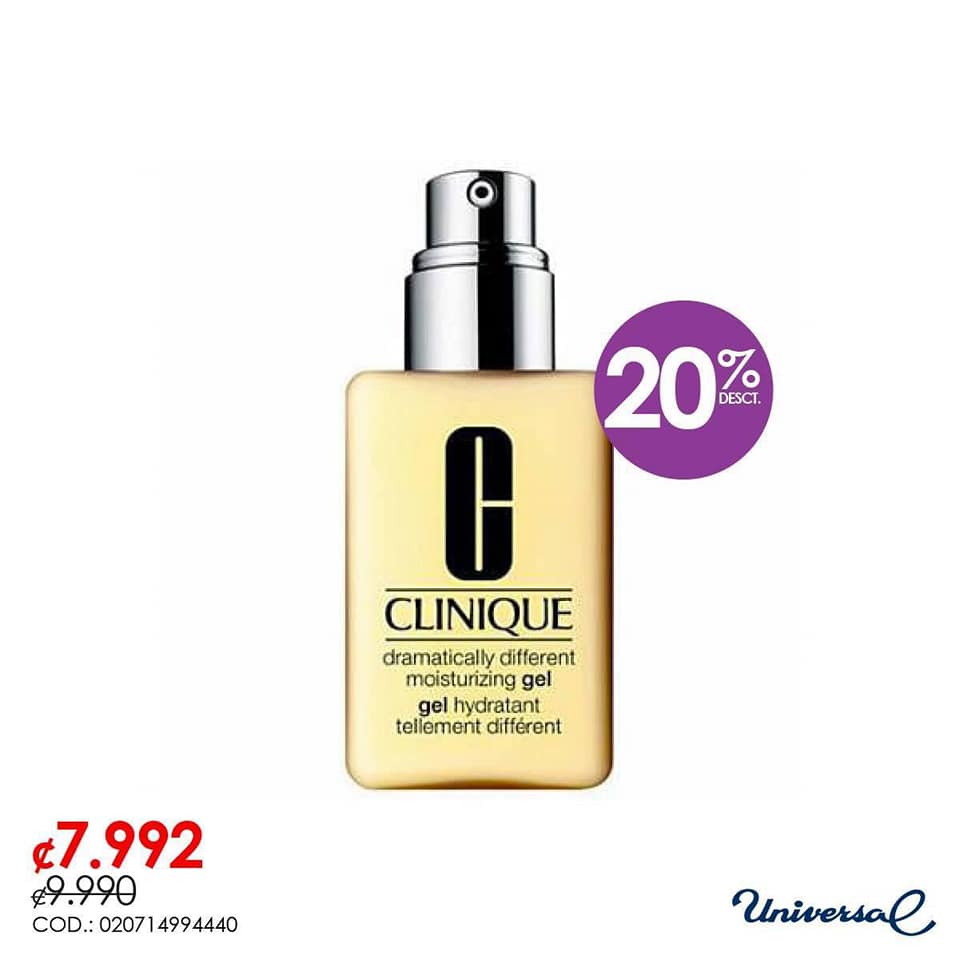 20% DESCT.
C
CLINIQUE
dramatically different
moisturizing gel
gel hydratant
tellement différent
¢7.992
¢9.990
COD.: 020714994440
Universal